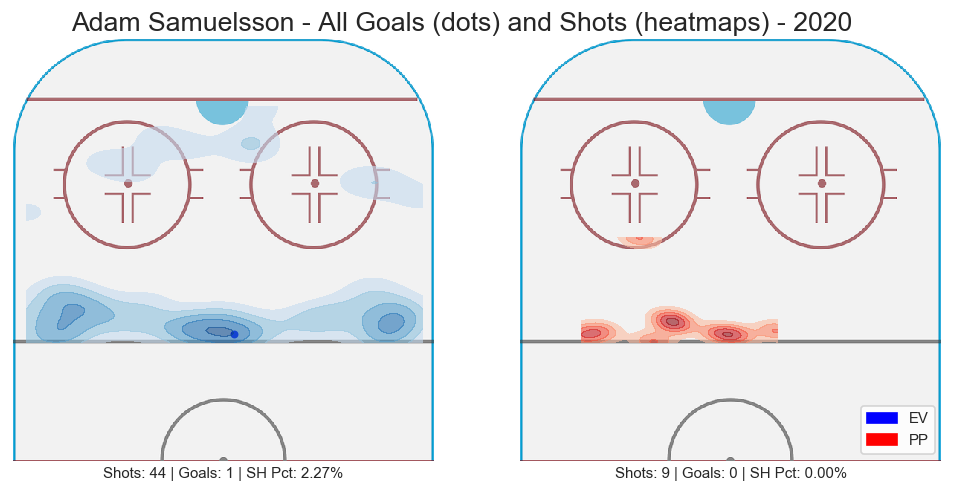 Adam Samuelsson - All Goals (dots) and Shots (heatmaps) - 2020
EV
PP
Shots: 44 | Goals: 1 | SH Pct: 2.27%
Shots: 9 | Goals: 0 | SH Pct: 0.00%